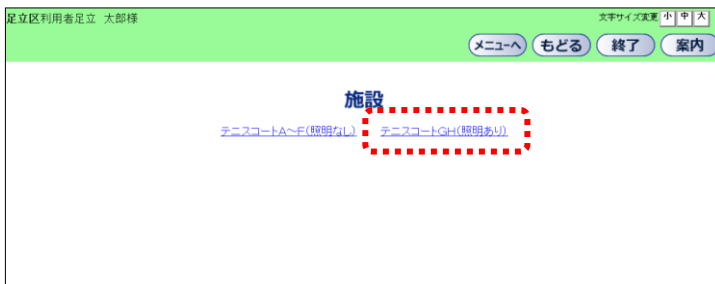 足立区利用者足立 太郎様
文字サイズ変更 小 中 大
メニューへ もどる 終了 案内
施設
テニスコートA～F(照明なし) テニスコートGH(照明あり)